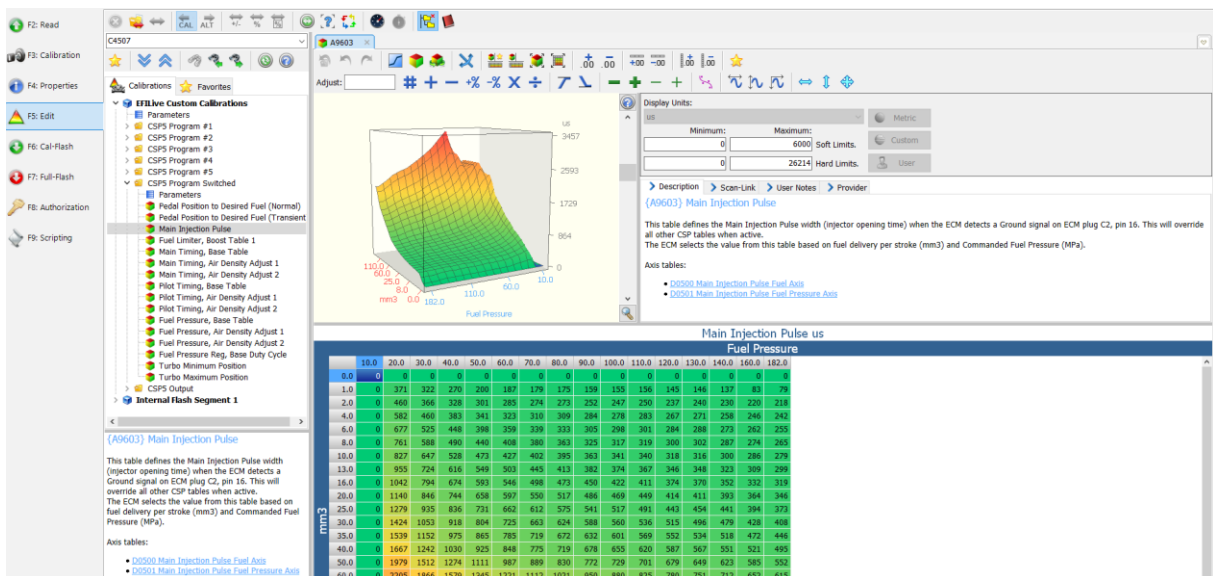 F2: Read
F3: Calibration
F4: Properties
F5: Edit
F6: Cal-Flash
F7: Full-Flash
F8: Authorization
F9: Scripting
CAL ALT +/- % [?]
C4507
Calibrations Favorites
EFILive Custom Calibrations
Parameters
CSP5 Program #1
CSP5 Program #2
CSP5 Program #3
CSP5 Program #4
CSP5 Program #5
CSP5 Program Switched
Parameters
Pedal Position to Desired Fuel (Normal)
Pedal Position to Desired Fuel (Transient
Main Injection Pulse
Fuel Limiter, Boost Table 1
Main Timing, Base Table
Main Timing, Air Density Adjust 1
Main Timing, Air Density Adjust 2
Pilot Timing, Base Table
Pilot Timing, Air Density Adjust 1
Pilot Timing, Air Density Adjust 2
Fuel Pressure, Base Table
Fuel Pressure, Air Density Adjust 1
Fuel Pressure, Air Density Adjust 2
Fuel Pressure Reg, Base Duty Cycle
Turbo Minimum Position
Turbo Maximum Position
CSP5 Output
Internal Flash Segment 1
{A9603} Main Injection Pulse
This table defines the Main Injection Pulse width
(injector opening time) when the ECM detects a
Ground signal on ECM plug C2, pin 16. This will
override all other CSP tables when active.
The ECM selects the value from this table based on
fuel delivery per stroke (mm3) and Commanded Fuel
Pressure (MPa).
Axis tables:
D0500 Main Injection Pulse Fuel Axis
D0501 Main Injection Pulse Fuel Pressure Axis
A9603
Adjust:
us
3457
2593
1729
864
0
110.0
60.0
25.0
8.0
mm3 0.0 182.0 110.0 60.0 10.0
Fuel Pressure
Display Units:
us
Metric
Minimum: Maximum:
0 6000 Soft Limits. Custom
0 26214 Hard Limits. User
Description Scan-Link User Notes Provider
{A9603} Main Injection Pulse
This table defines the Main Injection Pulse width (injector opening time) when the ECM detects a Ground signal on ECM plug C2, pin 16. This will override
all other CSP tables when active.
The ECM selects the value from this table based on fuel delivery per stroke (mm3) and Commanded Fuel Pressure (MPa).
Axis tables:
D0500 Main Injection Pulse Fuel Axis
D0501 Main Injection Pulse Fuel Pressure Axis
Main Injection Pulse us
Fuel Pressure
mm3
10.0 20.0 30.0 40.0 50.0 60.0 70.0 80.0 90.0 100.0 110.0 120.0 130.0 140.0 160.0 182.0
0.0 0 0 0 0 0 0 0 0 0 0 0 0 0 0 0 0
1.0 0 371 322 270 200 187 179 175 159 155 156 145 146 137 83 79
2.0 0 460 366 328 301 285 274 273 252 247 250 237 240 230 220 218
4.0 0 582 460 383 341 323 310 309 284 278 283 267 271 258 246 242
6.0 0 677 525 448 398 359 339 333 305 298 301 284 288 273 262 255
8.0 0 761 588 490 440 408 380 363 325 317 319 300 302 287 274 265
10.0 0 827 647 528 473 427 402 395 363 341 340 318 316 300 286 279
13.0 0 955 724 616 549 503 445 413 382 374 367 346 348 323 309 299
16.0 0 1042 794 674 593 546 498 473 450 422 411 374 370 352 332 319
20.0 0 1140 846 744 658 597 550 517 486 469 449 414 411 393 364 346
25.0 0 1279 935 836 731 662 612 575 541 517 491 443 454 441 394 373
30.0 0 1424 1053 918 804 725 663 624 588 560 536 515 496 479 428 408
35.0 0 1539 1152 975 865 785 719 672 632 601 569 552 534 518 472 446
40.0 0 1667 1242 1030 925 848 775 719 678 655 620 587 567 551 521 495
50.0 0 1979 1512 1274 1111 987 889 830 772 729 701 679 649 623 585 552